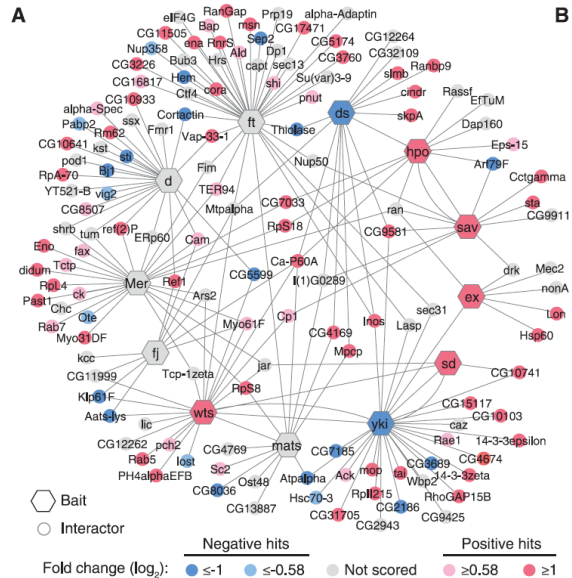 A
B
eIF4G
RanGap
Prp19
alpha-Adaptin
Bap
msn
CG17471
CG11505
Sep2
CG5174
CG12264
Nup358
ena
RnrS
Ald
Dp1
CG32109
CG3226
Bub3
Hrs
capt
sec13
CG3760
Ranbp9
CG16817
Hem
Su(var)3-9
slmb
CG10933
Ctf4
cora
shi
cindr
Rassf
alpha-Spec
Cortactin
pnut
EfTuM
Pabp2
ssx
ft
ds
skpA
Dap160
Rm62
Fmr1
Vap-33-1
Thiolase
CG10641
kst
hpo
Eps-15
pod1
sti
Fim
Nup50
Arf79F
RpA-70
Bj1
d
TER94
Cctgamma
YT521-B
vig2
Mtpalpha
CG7033
ran
sta
CG8507
RpS18
CG9581
sav
CG9911
shrb
tum
ref(2)P
ERp60
Cam
Eno
fax
Ca-P60A
drk
Mec2
didum
Tctp
Mer
Ref1
CG5599
l(1)G0289
nonA
RpL4
ck
Ars2
ex
Past1
Chc
sec31
Lon
Rab7
Ote
Myo61F
Cp1
Inos
Lasp
Hsp60
Myo31DF
CG4169
kcc
fj
Mpcp
CG11999
Tcp-1zeta
jar
sd
CG10741
Klp61F
RpS8
Aats-lys
wts
CG15117
lic
yki
CG10103
CG12262
pch2
CG4769
mats
CG7185
caz
Rae1
14-3-3epsilon
Rab5
lost
Sc2
Ack
mop
tai
CG3689
CG4674
PH4alphaEFB
Ost48
Atpalpha
Wbp2
14-3-3zeta
CG8036
Hsc70-3
RpII215
RhoGAP15B
CG13887
CG31705
CG2186
CG9425
CG2943
Bait
Interactor
Negative hits
Positive hits
Fold change (log2):
≤-1
≤-0.58
Not scored
≥0.58
≥1